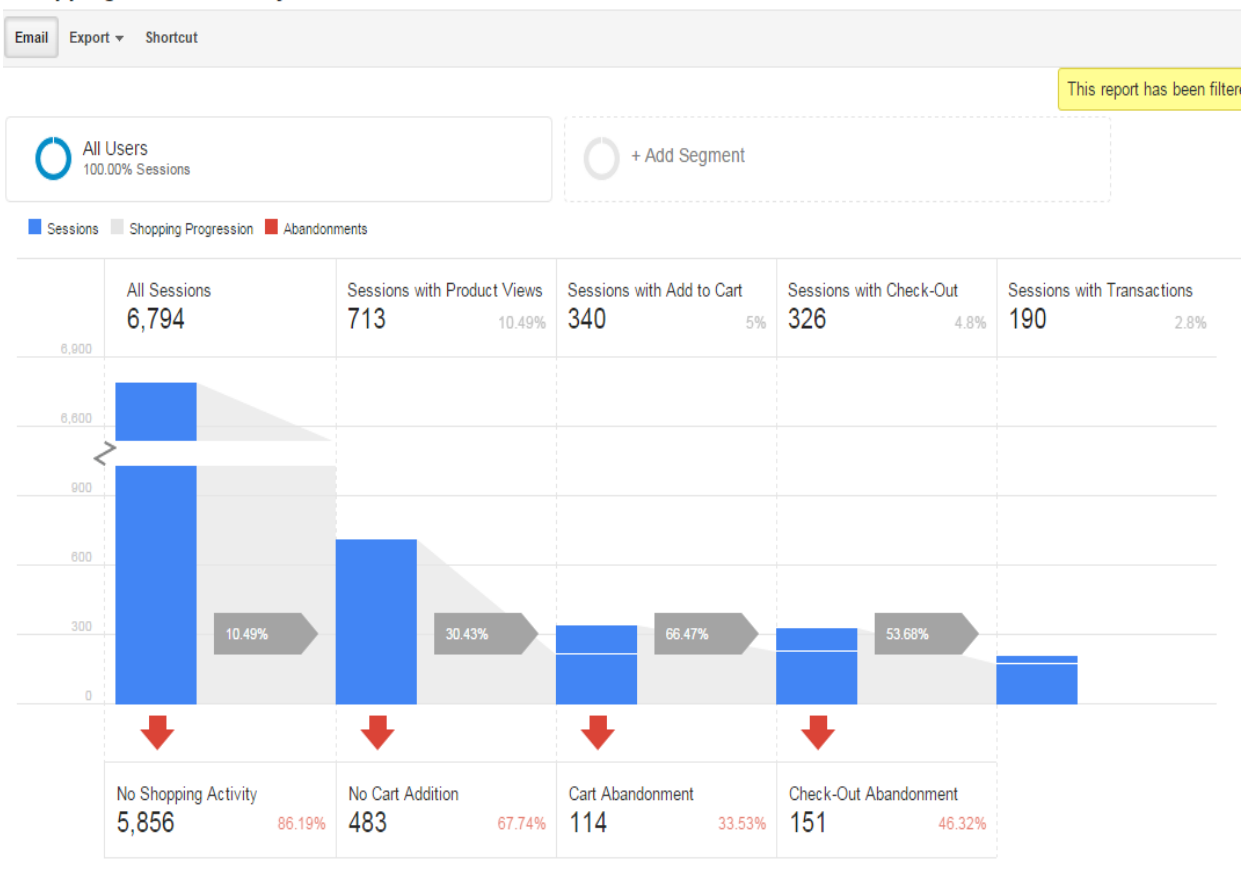 Email Export Shortcut
This report has been filtere
All Users
100.00% Sessions
+ Add Segment
Sessions Shopping Progression Abandonments
All Sessions
6,794
Sessions with Product Views
713 10.49%
Sessions with Add to Cart
340 5%
Sessions with Check-Out
326 4.8%
Sessions with Transactions
190 2.8%
6,900
6,600
900
600
300
0
10.49%
30.43%
66.47%
53.68%
No Shopping Activity
5,856 86.19%
No Cart Addition
483 67.74%
Cart Abandonment
114 33.53%
Check-Out Abandonment
151 46.32%